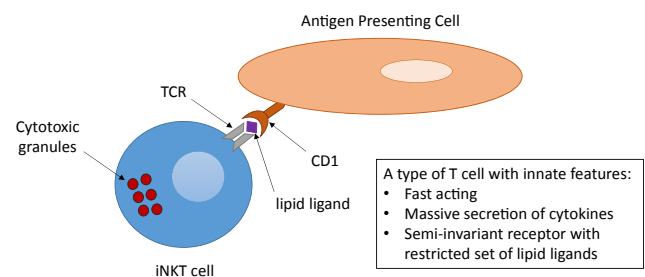 Antigen Presenting Cell
TCR
Cytotoxic
granules
CD1
lipid ligand
iNKT cell
A type of T cell with innate features:
• Fast acting
• Massive secretion of cytokines
• Semi-invariant receptor with
restricted set of lipid ligands